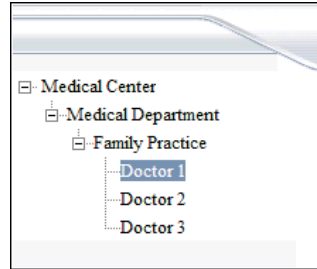 Medical Center
Medical Department
Family Practice
Doctor 1
Doctor 2
Doctor 3